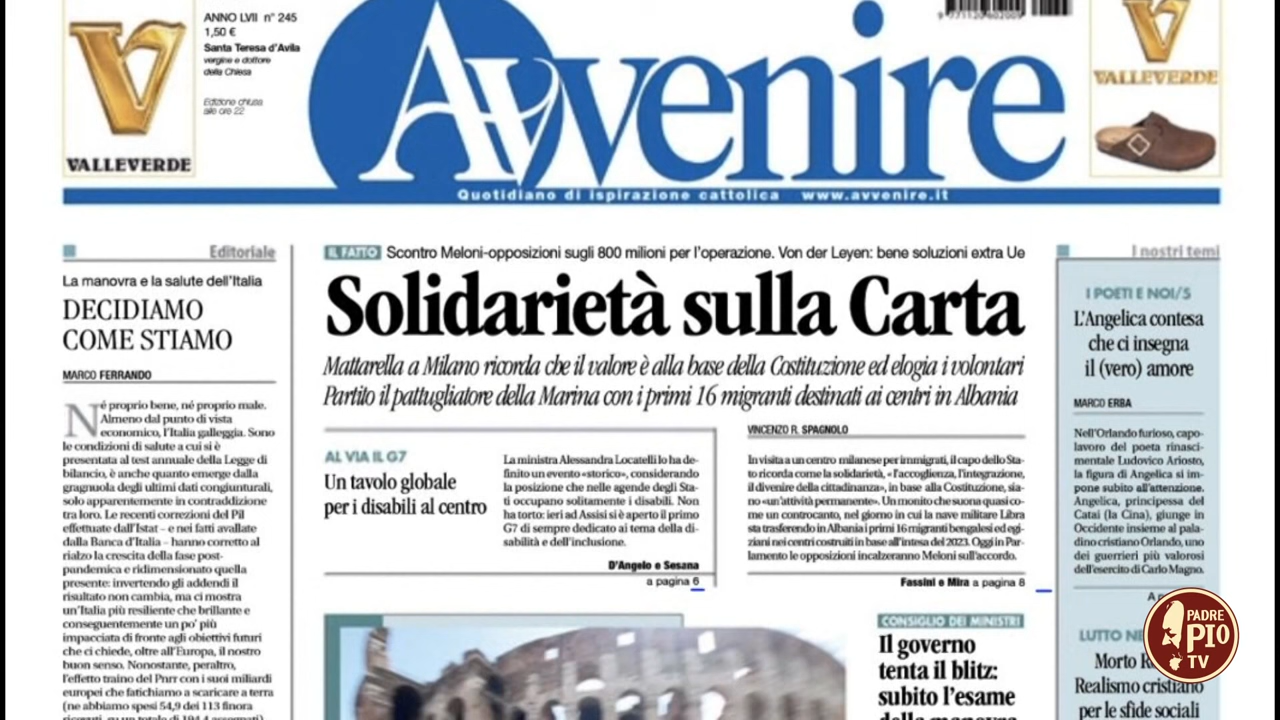 VALLEVERDE
ANNO LVII n° 245
1,50 €
Santa Teresa d'Avila
vergine e dottore
della Chiesa
Edizione chiusa
alle ore 22
Avvenire
VALLEVERDE
Quotidiano di ispirazione cattolica www.avvenire.it
Editoriale
La manovra e la salute dell'Italia
DECIDIAMO
COME STIAMO
MARCO FERRANDO
Né proprio bene, né proprio male.
Almeno dal punto di vista
economico, l'Italia galleggia. Sono
le condizioni di salute a cui si è
presentata al test annuale della Legge di
bilancio, è anche quanto emerge dalla
gragnuola degli ultimi dati congiunturali,
solo apparentemente in contraddizione
tra loro. Le recenti correzioni del Pil
effettuate dall'Istat – e nei fatti avallate
dalla Banca d'Italia – hanno corretto al
rialzo la crescita della fase post-
pandemica e ridimensionato quella
presente: invertendo gli addendi il
risultato non cambia, ma ci mostra
un'Italia più resiliente che brillante e
conseguentemente un po' più
impacciata di fronte agli obiettivi futuri
che ci chiede, oltre all'Europa, il nostro
buon senso. Nonostante, peraltro,
l'effetto traino del Pnrr con i suoi miliardi
europei che fatichiamo a scaricare a terra
(ne abbiamo spesi 54,9 dei 113 finora
ricevuti, su un totale di 194,4 assegnati)
IL FATTO Scontro Meloni-opposizioni sugli 800 milioni per l'operazione. Von der Leyen: bene soluzioni extra Ue
Solidarietà sulla Carta
Mattarella a Milano ricorda che il valore è alla base della Costituzione ed elogia i volontari
Partito il pattugliatore della Marina con i primi 16 migranti destinati ai centri in Albania
AL VIA IL G7
Un tavolo globale
per i disabili al centro
La ministra Alessandra Locatelli lo ha de-
finito un evento «storico», considerando
la posizione che nelle agende degli Sta-
ti occupano solitamente i disabili. Non
ha torto: ieri ad Assisi si è aperto il primo
G7 di sempre dedicato ai tema della di-
sabilità e dell'inclusione.
D'Angelo e Sesana
a pagina 6
VINCENZO R. SPAGNOLO
In visita a un centro milanese per immigrati, il capo dello Sta-
to ricorda come la solidarietà, «l'accoglienza, l'integrazione,
il divenire della cittadinanza», in base alla Costituzione, sia-
no «un'attività permanente». Un monito che suona quasi co-
me un controcanto, nel giorno in cui la nave militare Libra
sta trasferendo in Albania i primi 16 migranti bengalesi ed egi-
ziani nei centri costruiti in base all'intesa del 2023. Oggi in Par-
lamento le opposizioni incalzeranno Meloni sull'accordo.
Fassini e Mira a pagina 8
CONSIGLIO DEI MINISTRI
Il governo
tenta il blitz:
subito l'esame
della manovra
I nostri temi
I POETI E NOI/5
L'Angelica contesa
che ci insegna
il (vero) amore
MARCO ERBA
Nell'Orlando furioso, capo-
lavoro del poeta rinasci-
mentale Ludovico Ariosto,
la figura di Angelica si im-
pone subito all'attenzione.
Angelica, principessa del
Catai (la Cina), giunge in
Occidente insieme al pala-
dino cristiano Orlando, uno
dei guerrieri più valorosi
dell'esercito di Carlo Magno.
LUTTO
Morto
Realismo cristiano
per le sfide sociali
PADRE
PIO
TV